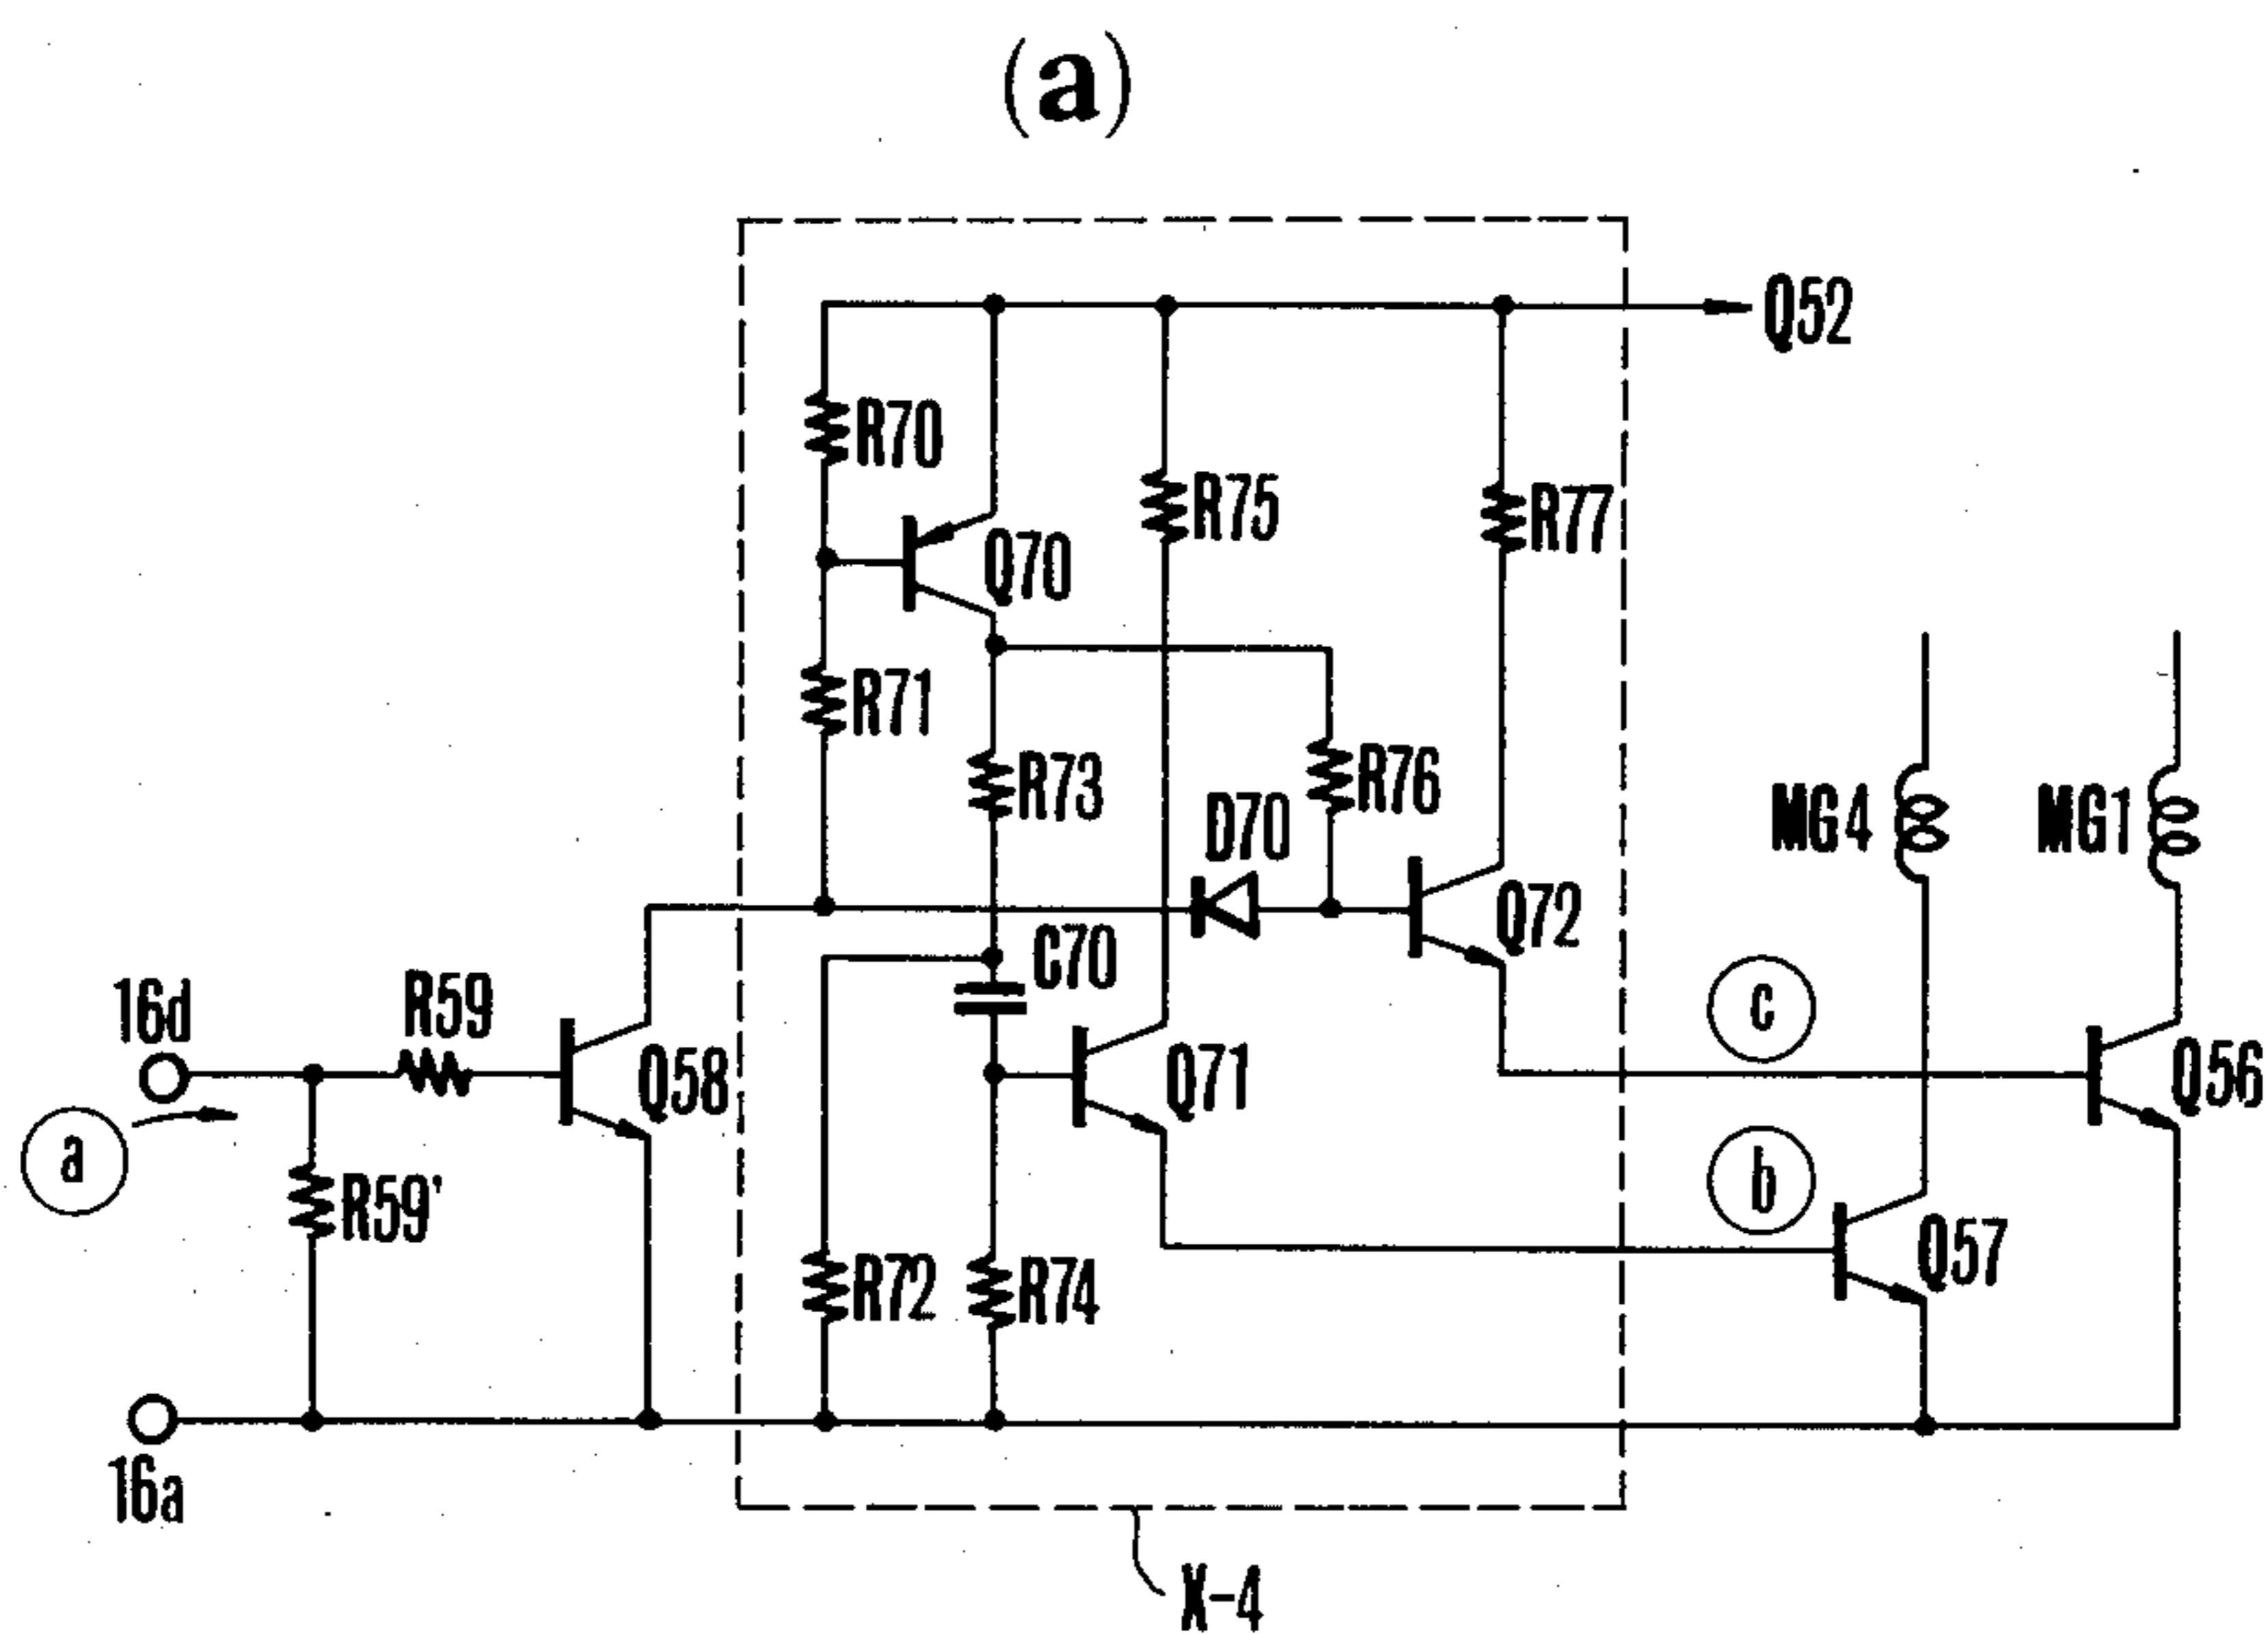 (a)
Q52
R70
R75
R77
Q70
R71
R73
R76
D70
MG4
MG1
Q72
C70
16d
R59
Q58
Q71
c
Q56
a
R59'
b
Q57
R72
R74
16a
X-4